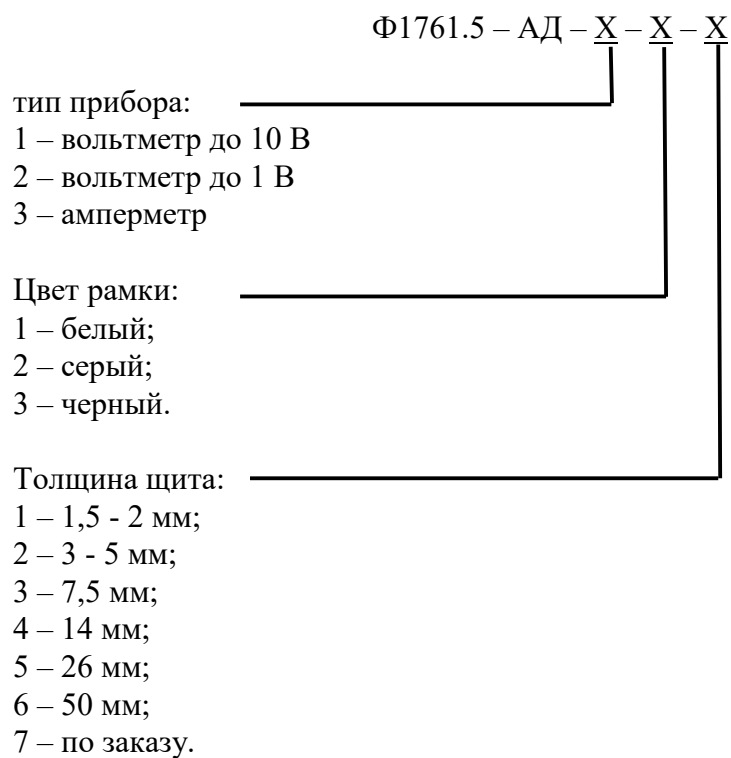 Ф1761.5 – АД – Х – Х – Х
тип прибора:
1 – вольтметр до 10 В
2 – вольтметр до 1 В
3 – амперметр
Цвет рамки:
1 – белый;
2 – серый;
3 – черный.
Толщина щита:
1 – 1,5 - 2 мм;
2 – 3 - 5 мм;
3 – 7,5 мм;
4 – 14 мм;
5 – 26 мм;
6 – 50 мм;
7 – по заказу.